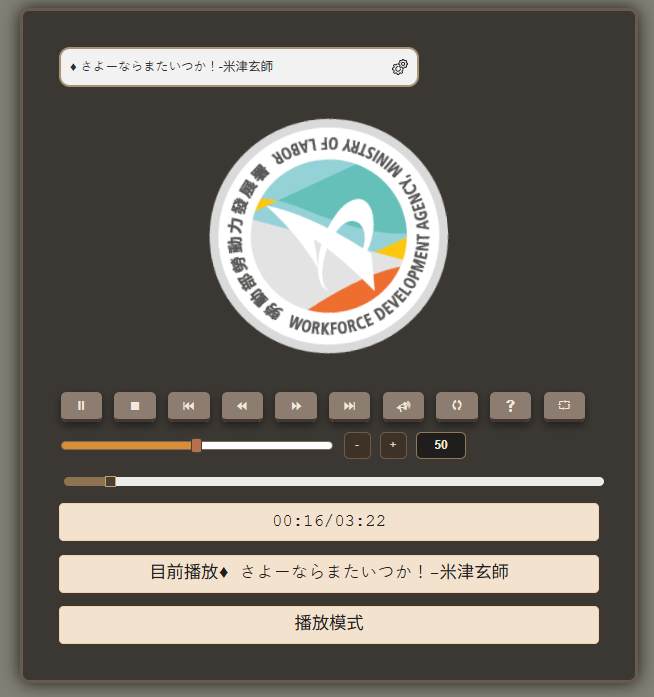 ♦ さよーならまたいつか！-米津玄師
勞動部勞動力發展署
WORKFORCE DEVELOPMENT AGENCY, MINISTRY OF LABOR
?
- + 50
00:16/03:22
目前播放♦ さよーならまたいつか！-米津玄師
播放模式